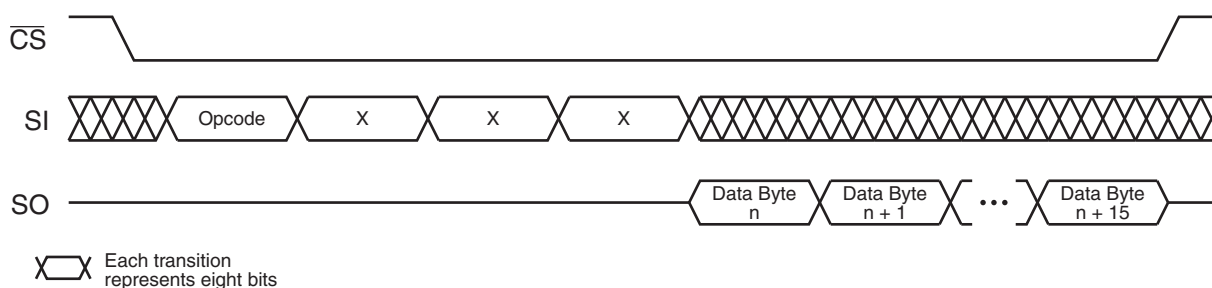 CS
SI
Opcode
X
X
X
SO
Data Byte
n
Data Byte
n + 1
•••
Data Byte
n + 15
Each transition
represents eight bits